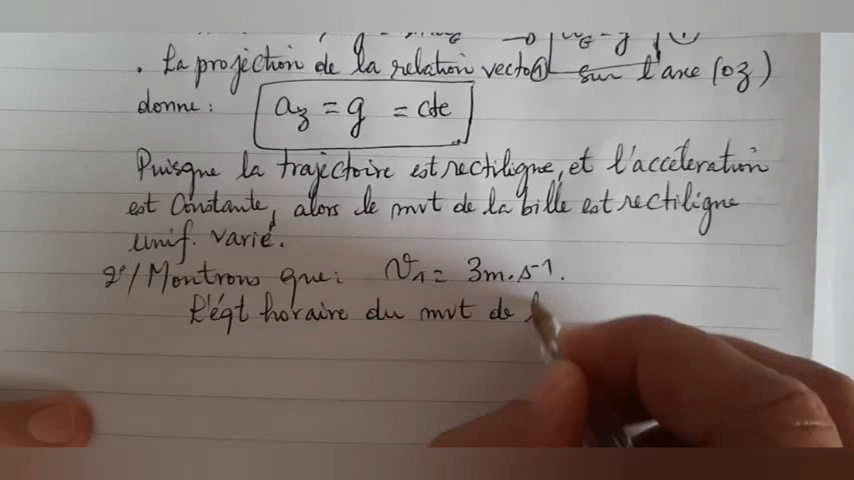 . La projection de la relation vecto① sur l'axe (oz)
donne : az = g = cte
Puisque la trajectoire est rectiligne, et l'accéleration
est Constante, alors le mvt de la bille est rectiligne
unif. varié.
2°/ Montrons que: v1 = 3m.s-1.
L'éqt horaire du mvt de l